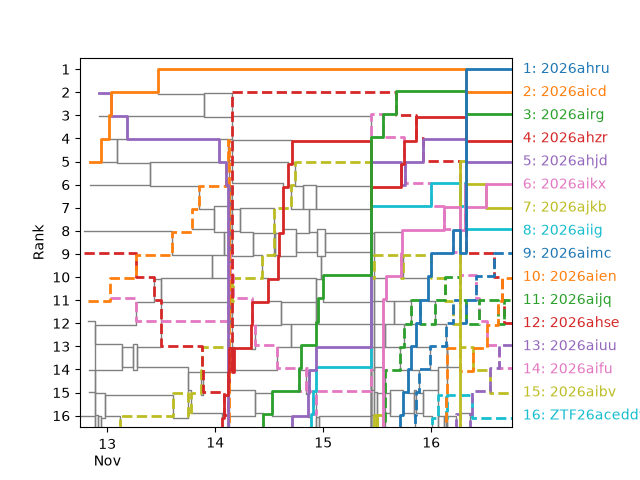 1
2
3
4
5
6
7
8
9
10
11
12
13
14
15
16
Rank
13
14
15
16
Nov
1: 2026ahru
2: 2026aicd
3: 2026airg
4: 2026ahzr
5: 2026ahjd
6: 2026aikx
7: 2026ajkb
8: 2026aiig
9: 2026aimc
10: 2026aien
11: 2026aijq
12: 2026ahse
13: 2026aiuu
14: 2026aifu
15: 2026aibv
16: ZTF26acedd